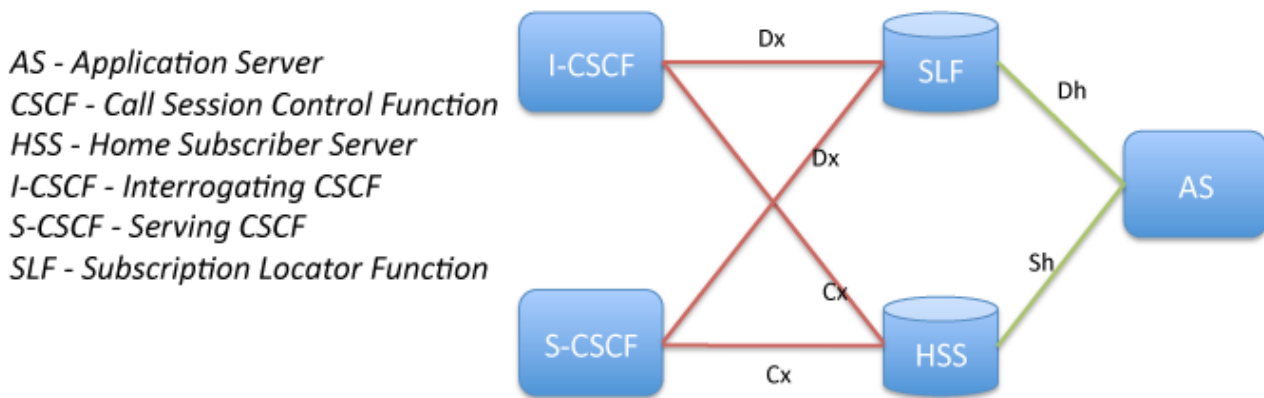 AS - Application Server
CSCF - Call Session Control Function
HSS - Home Subscriber Server
I-CSCF - Interrogating CSCF
S-CSCF - Serving CSCF
SLF - Subscription Locator Function
I-CSCF
Dx
SLF
Dh
Dx
AS
Sh
Cx
S-CSCF
HSS
Cx